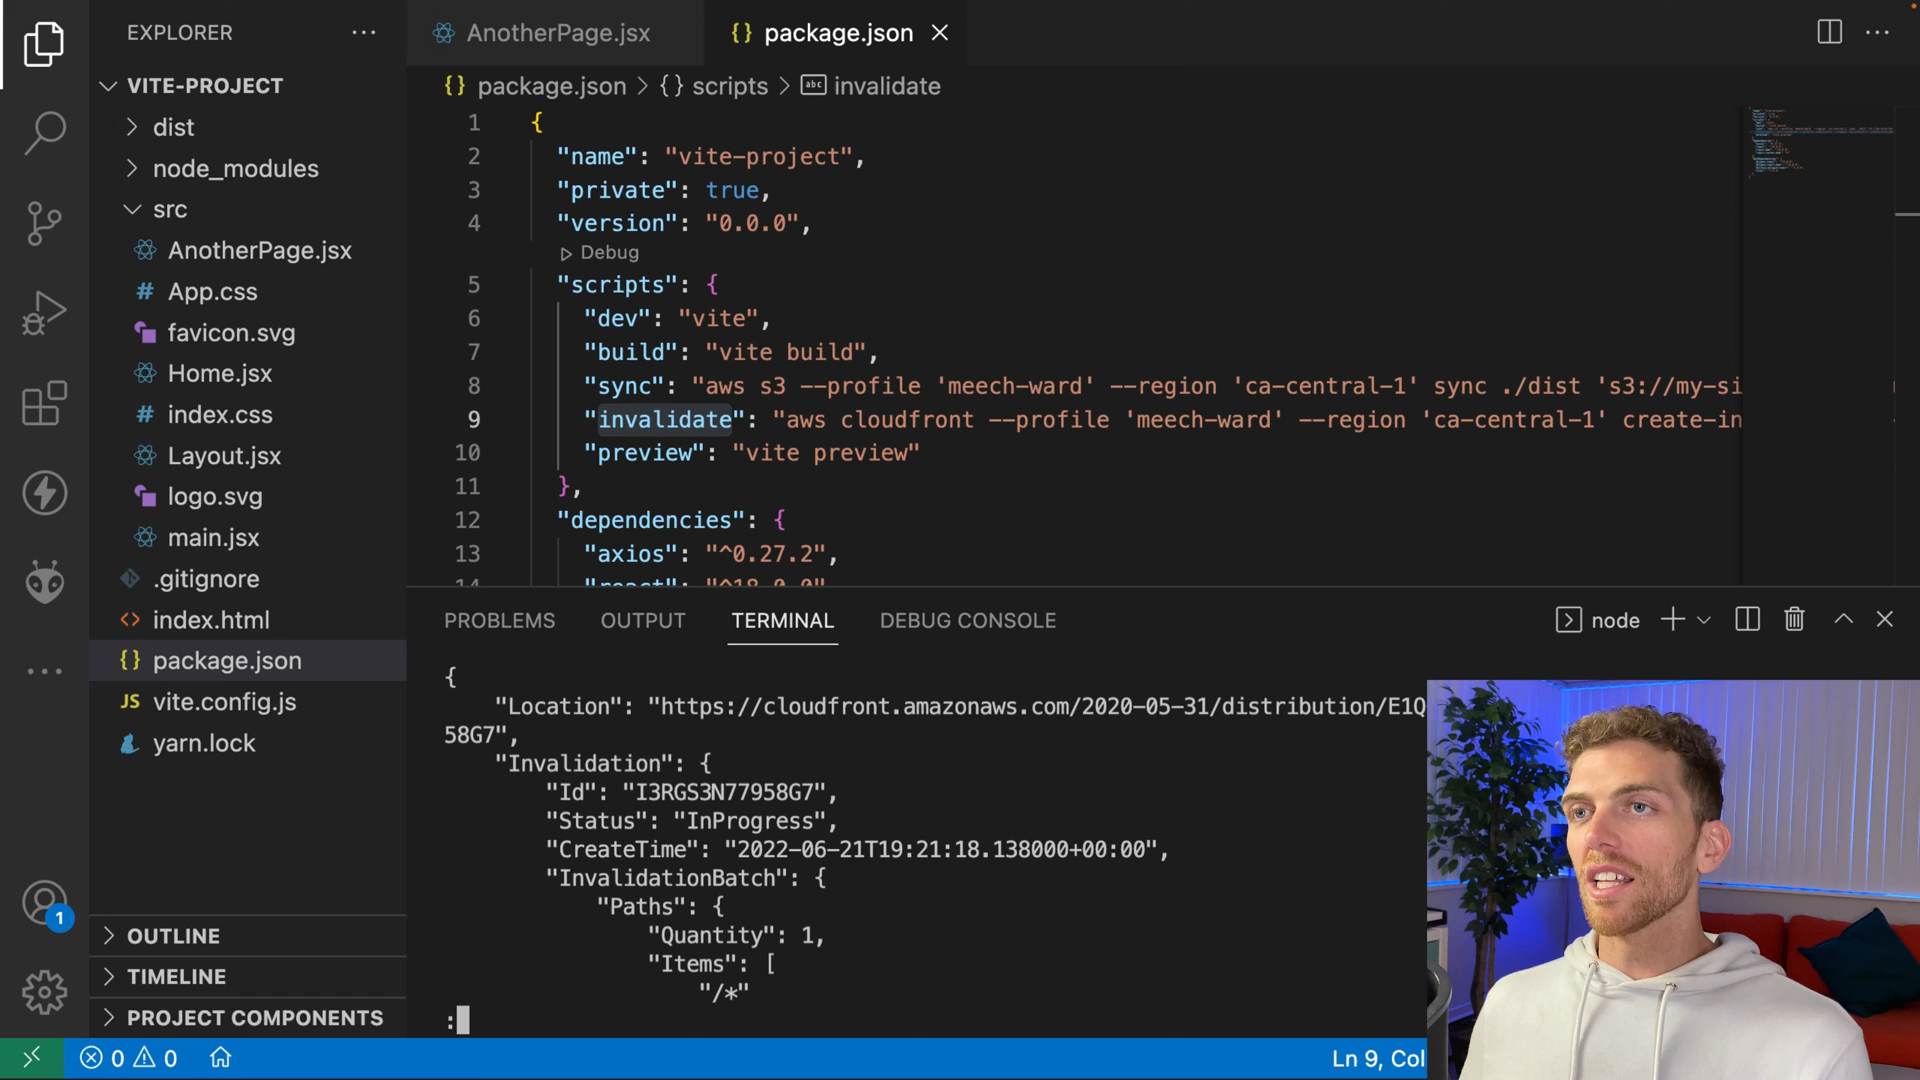 EXPLORER
VITE-PROJECT
dist
node_modules
src
AnotherPage.jsx
App.css
favicon.svg
Home.jsx
index.css
Layout.jsx
logo.svg
main.jsx
.gitignore
index.html
package.json
vite.config.js
yarn.lock
OUTLINE
TIMELINE
PROJECT COMPONENTS
1
AnotherPage.jsx
package.json
package.json > {} scripts > abc invalidate
1 {
2 "name": "vite-project",
3 "private": true,
4 "version": "0.0.0",
Debug
5 "scripts": {
6 "dev": "vite",
7 "build": "vite build",
8 "sync": "aws s3 --profile 'meech-ward' --region 'ca-central-1' sync ./dist 's3://my-si
9 "invalidate": "aws cloudfront --profile 'meech-ward' --region 'ca-central-1' create-in
10 "preview": "vite preview"
11 },
12 "dependencies": {
13 "axios": "^0.27.2",
14 "react": "^18.0.0"
PROBLEMS OUTPUT TERMINAL DEBUG CONSOLE
node
{
"Location": "https://cloudfront.amazonaws.com/2020-05-31/distribution/E1Q
58G7",
"Invalidation": {
"Id": "I3RGS3N77958G7",
"Status": "InProgress",
"CreateTime": "2022-06-21T19:21:18.138000+00:00",
"InvalidationBatch": {
"Paths": {
"Quantity": 1,
"Items": [
"/*"
:
0 0
Ln 9, Col